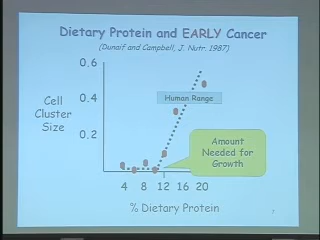 Dietary Protein and EARLY Cancer
(Dunaif and Campbell, J. Nutr. 1987)
0.6
0.4
0.2
Cell
Cluster
Size
Human Range
Amount
Needed for
Growth
4 8 12 16 20
% Dietary Protein
7